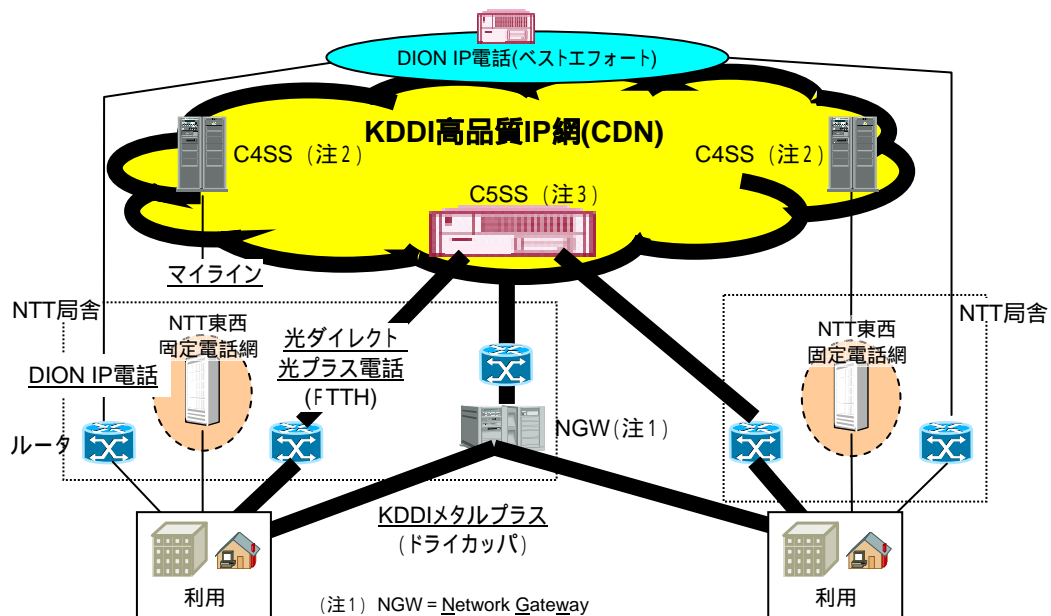 DION IP電話(ベストエフォート)
KDDI高品質IP網(CDN)
C4SS (注2)
C4SS (注2)
C5SS (注3)
マイライン
NTT局舎
NTT局舎
NTT東西
固定電話網
光ダイレクト
光プラス電話
(FTTH)
NTT東西
固定電話網
DION IP電話
NGW(注1)
ルータ
KDDIメタルプラス
(ドライカッパ)
利用
利用
(注1) NGW = Network Gateway